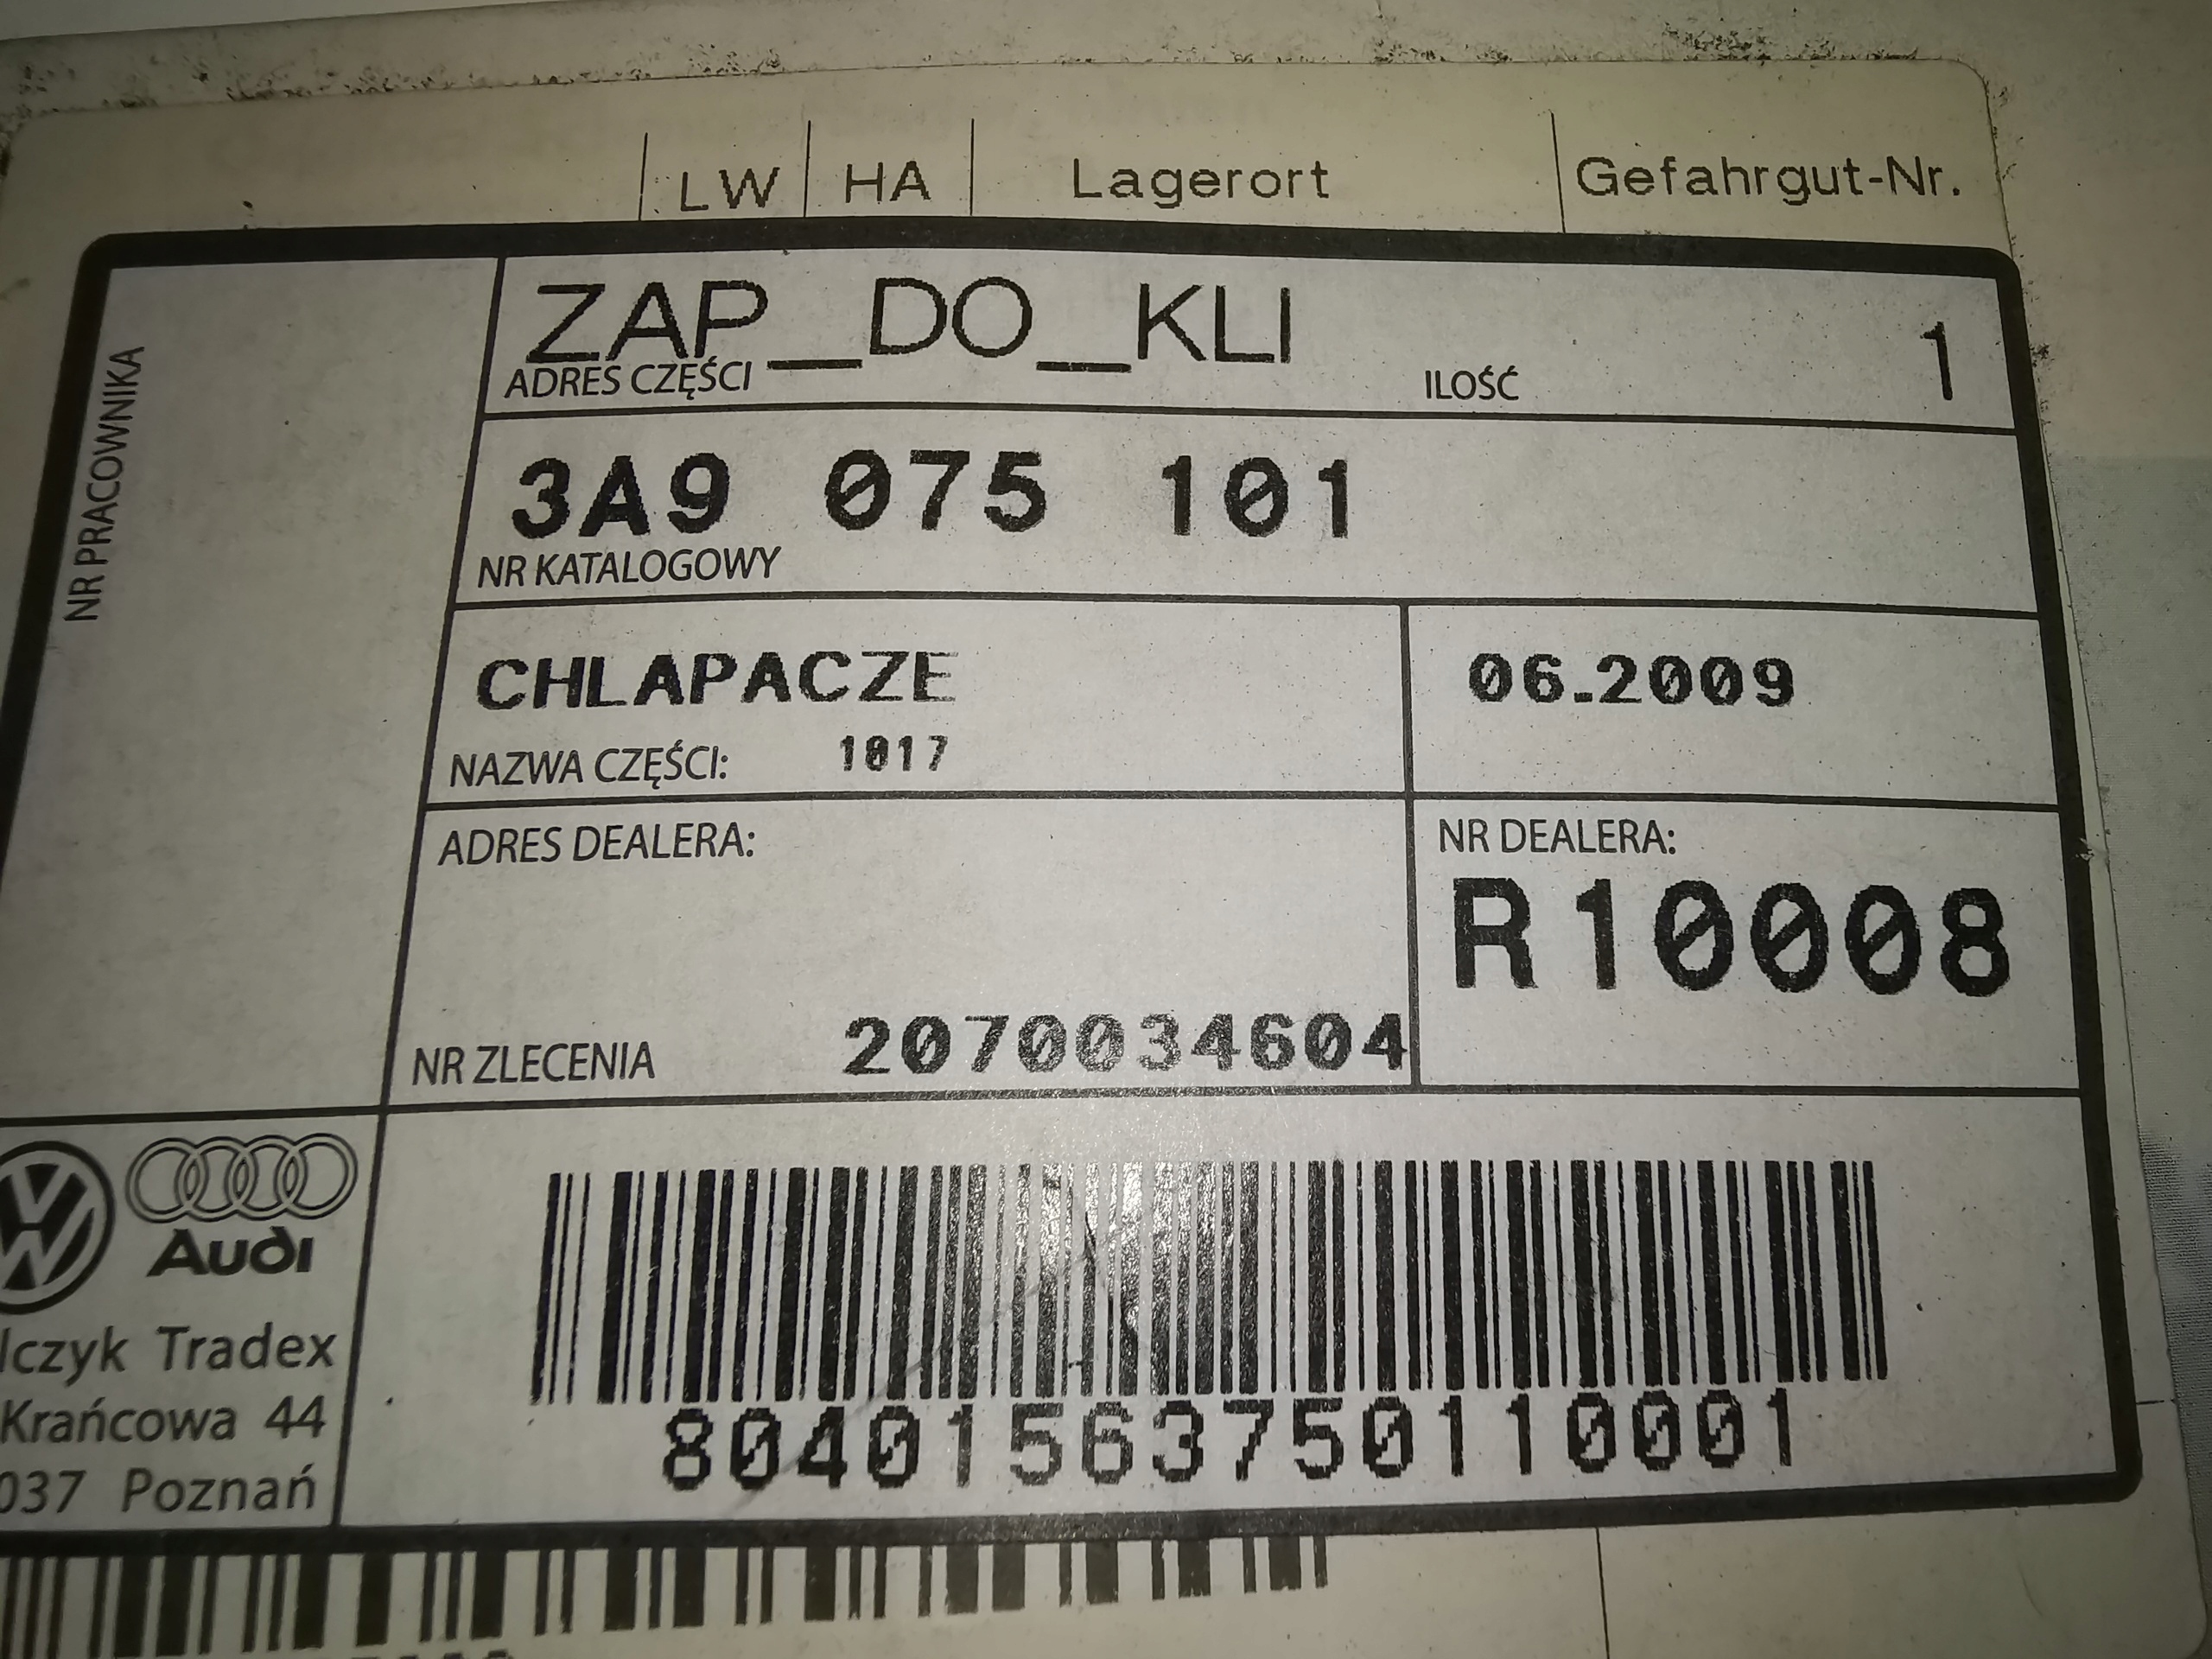 LW HA Lagerort Gefahrgut-Nr.
NR PRACOWNIKA
ZAP_DO_KLI
ADRES CZĘŚCI ILOŚĆ 1
3A9 075 101
NR KATALOGOWY
CHLAPACZE 06.2009
NAZWA CZĘŚCI: 1017
ADRES DEALERA: NR DEALERA:
R10008
NR ZLECENIA 2070034604
Audi
lczyk Tradex
Krańcowa 44
037 Poznań
80401563750110001